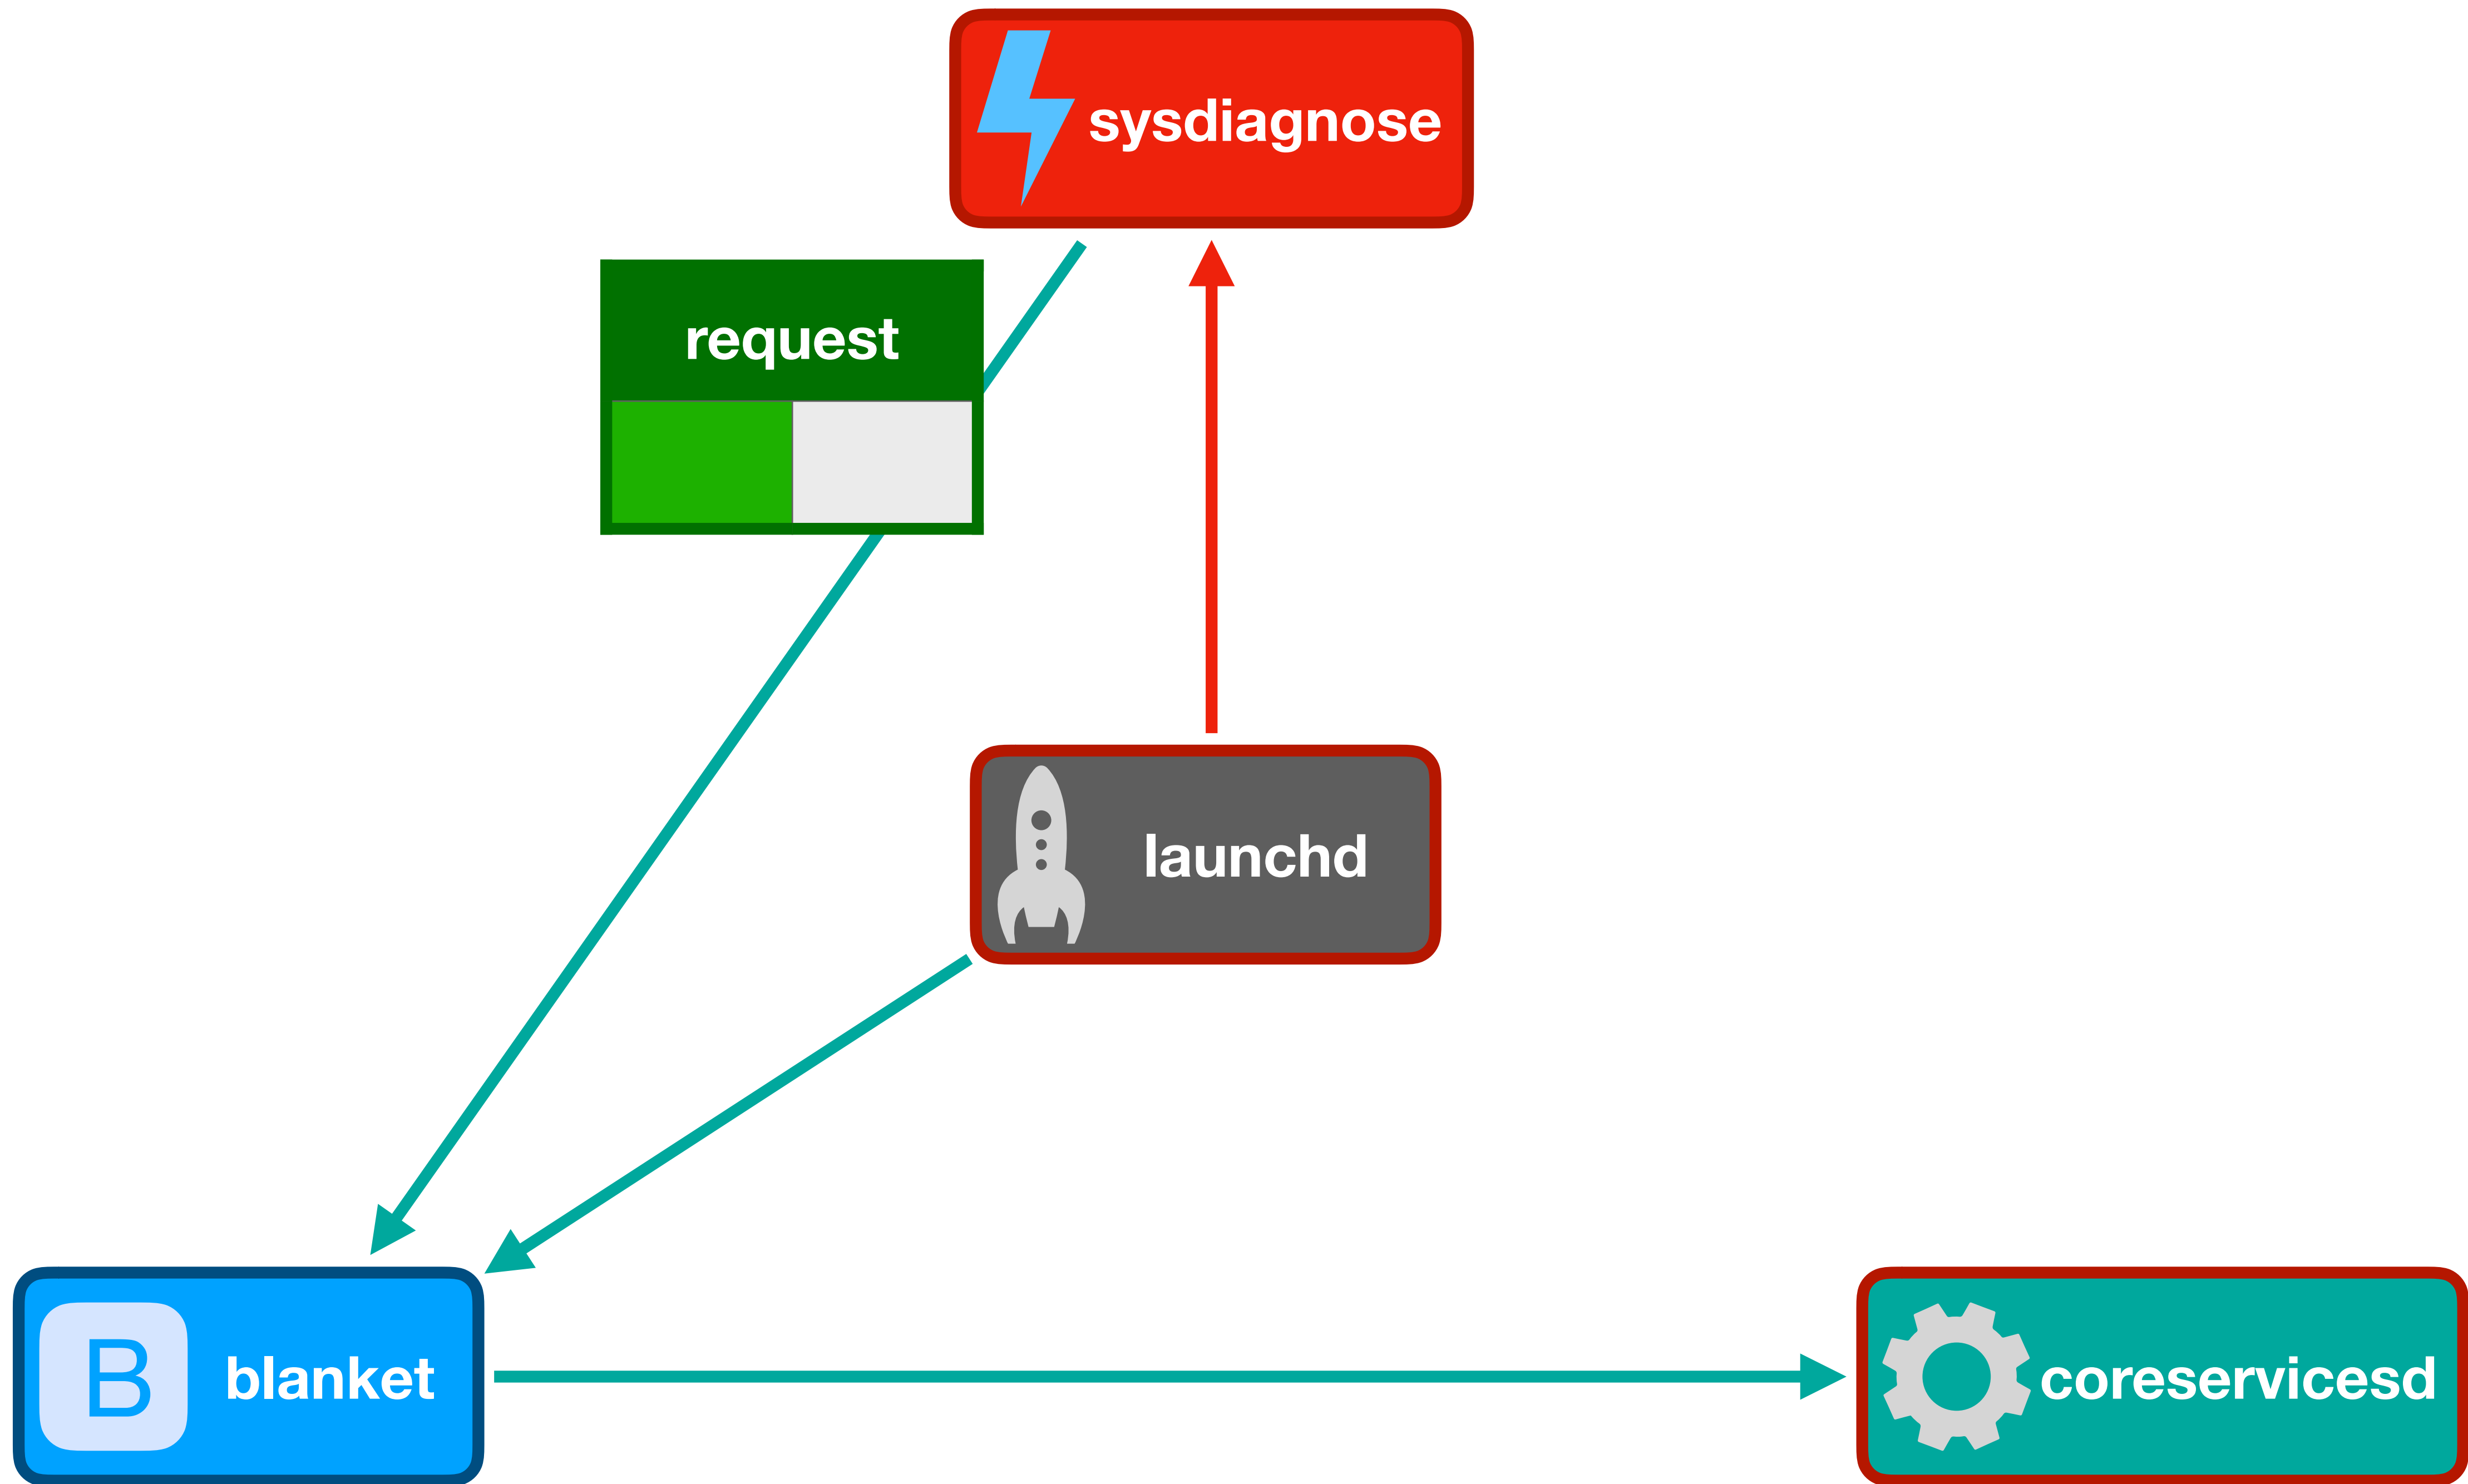 sysdiagnose
request
launchd
B
blanket
coreservicesd